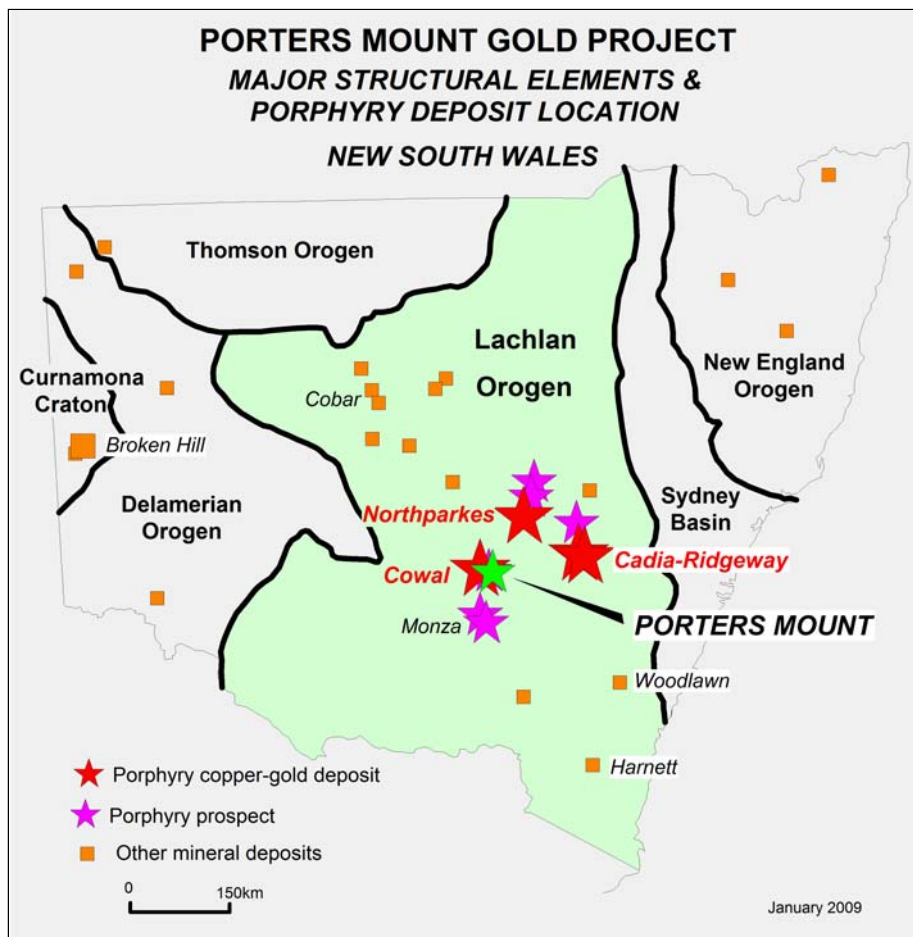 PORTERS MOUNT GOLD PROJECT
MAJOR STRUCTURAL ELEMENTS &
PORPHYRY DEPOSIT LOCATION
NEW SOUTH WALES
Thomson Orogen
Lachlan
Orogen
New England
Orogen
Curnamona
Craton
Cobar
Broken Hill
Delamerian
Orogen
Sydney
Basin
Northparkes
Cadia-Ridgeway
Cowal
Monza
PORTERS MOUNT
Woodlawn
Harnett
Porphyry copper-gold deposit
Porphyry prospect
Other mineral deposits
0 150km
January 2009